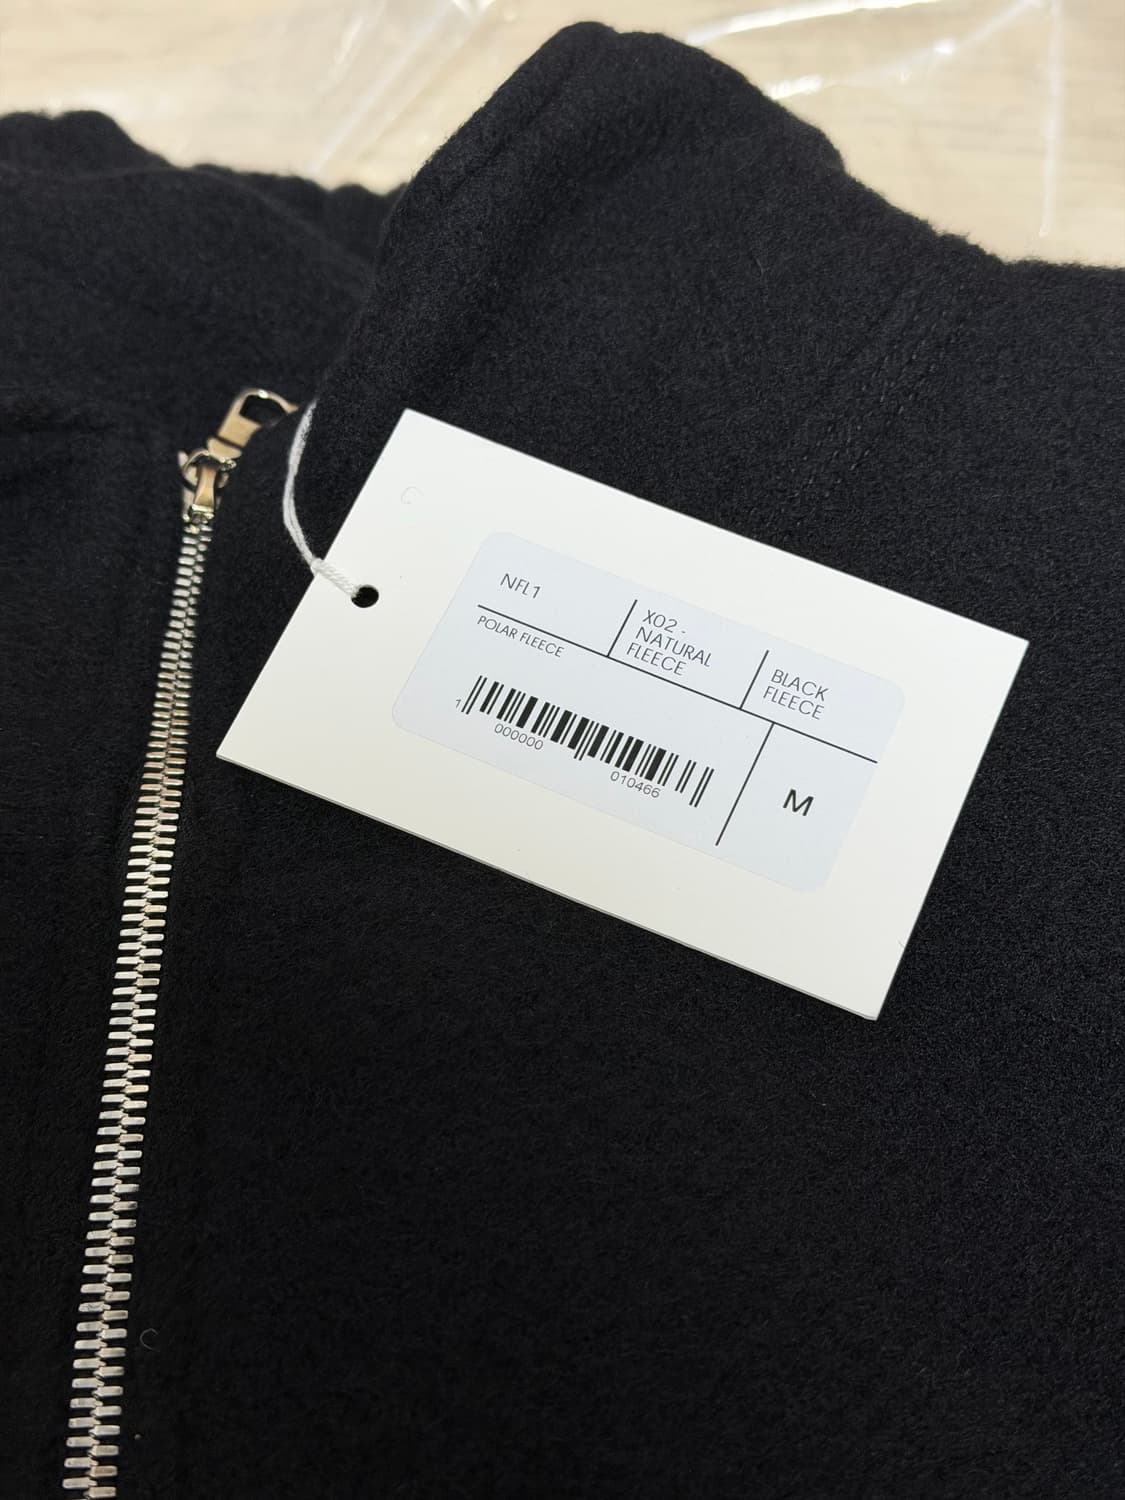 NFL1
POLAR FLEECE
X02 -
NATURAL
FLEECE
BLACK
FLEECE
1
000000
010466
M